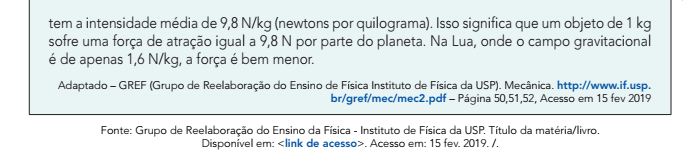 tem a intensidade média de 9,8 N/kg (newtons por quilograma). Isso significa que um objeto de 1 kg
sofre uma força de atração igual a 9,8 N por parte do planeta. Na Lua, onde o campo gravitacional
é de apenas 1,6 N/kg, a força é bem menor.
Adaptado – GREF (Grupo de Reelaboração do Ensino de Física Instituto de Física da USP). Mecânica. http://www.if.usp.
br/gref/mec/mec2.pdf – Página 50,51,52, Acesso em 15 fev 2019
Fonte: Grupo de Reelaboração do Ensino da Física - Instituto de Física da USP. Título da matéria/livro.
Disponível em: <link de acesso>. Acesso em: 15 fev. 2019. /.